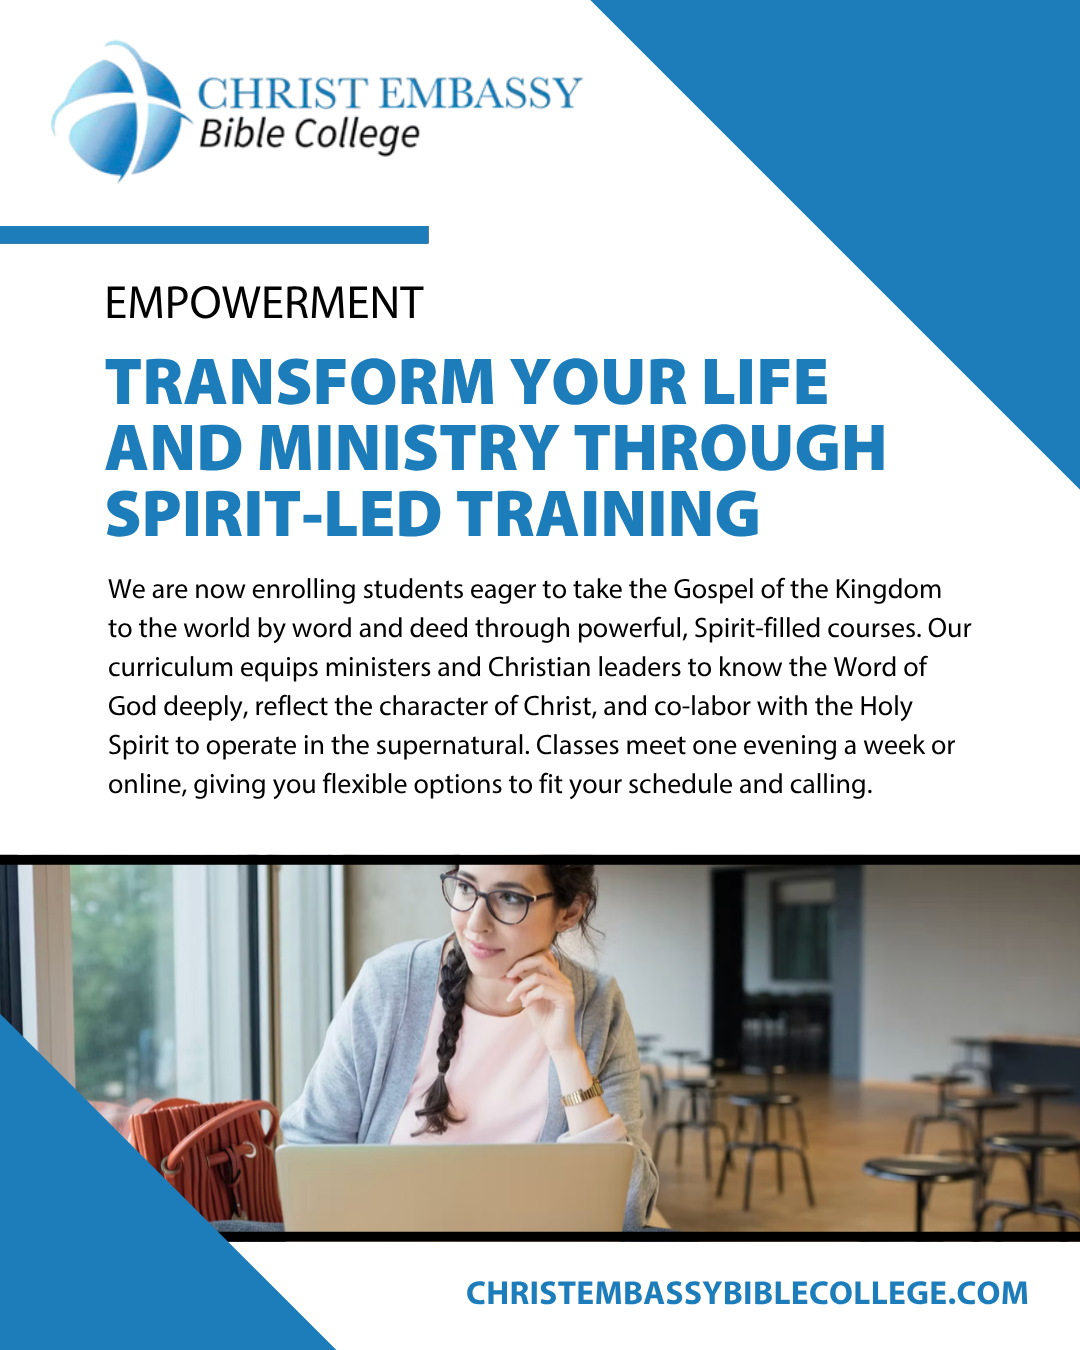 CHRIST EMBASSY
Bible College
EMPOWERMENT
TRANSFORM YOUR LIFE
AND MINISTRY THROUGH
SPIRIT-LED TRAINING
We are now enrolling students eager to take the Gospel of the Kingdom
to the world by word and deed through powerful, Spirit-filled courses. Our
curriculum equips ministers and Christian leaders to know the Word of
God deeply, reflect the character of Christ, and co-labor with the Holy
Spirit to operate in the supernatural. Classes meet one evening a week or
online, giving you flexible options to fit your schedule and calling.
CHRISTEMBASSYBIBLECOLLEGE.COM